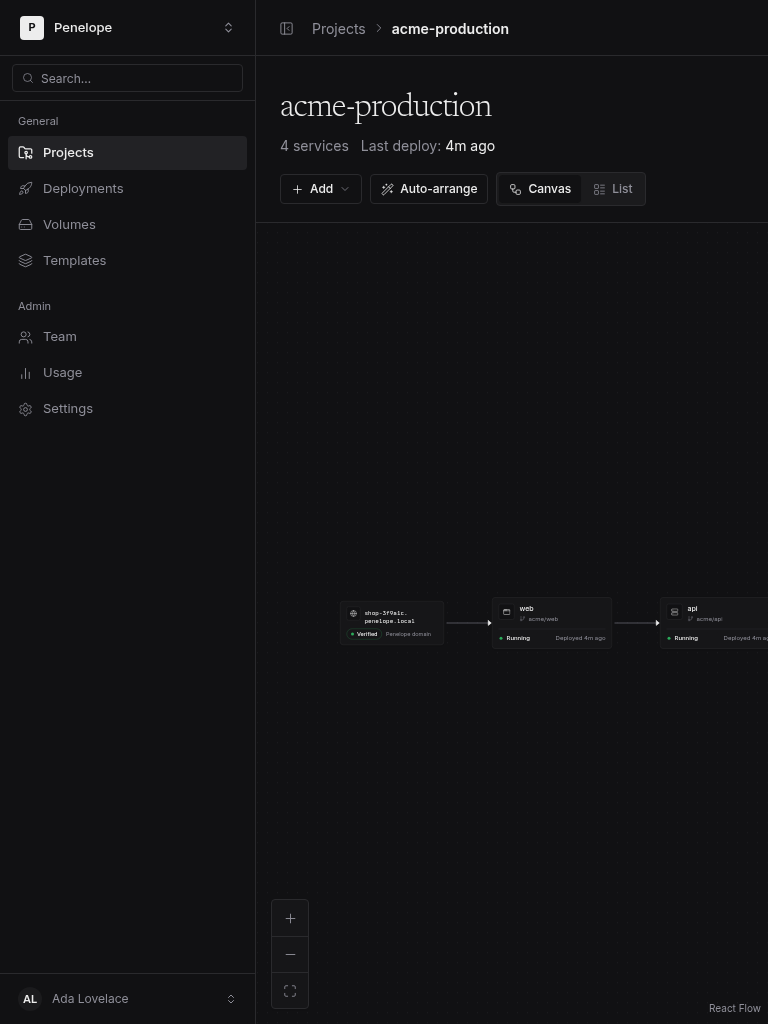 P Penelope
Projects
acme-production
Search...
General
Projects
Deployments
Volumes
Templates
Admin
Team
Usage
Settings
AL Ada Lovelace
acme-production
4 services Last deploy: 4m ago
Add
Auto-arrange
Canvas
List
shop-3f9a1c.
penelope.local
Verified Penelope domain
web
acme/web
Running Deployed 4m ago
api
acme/api
Running Deployed 4m
React Flow